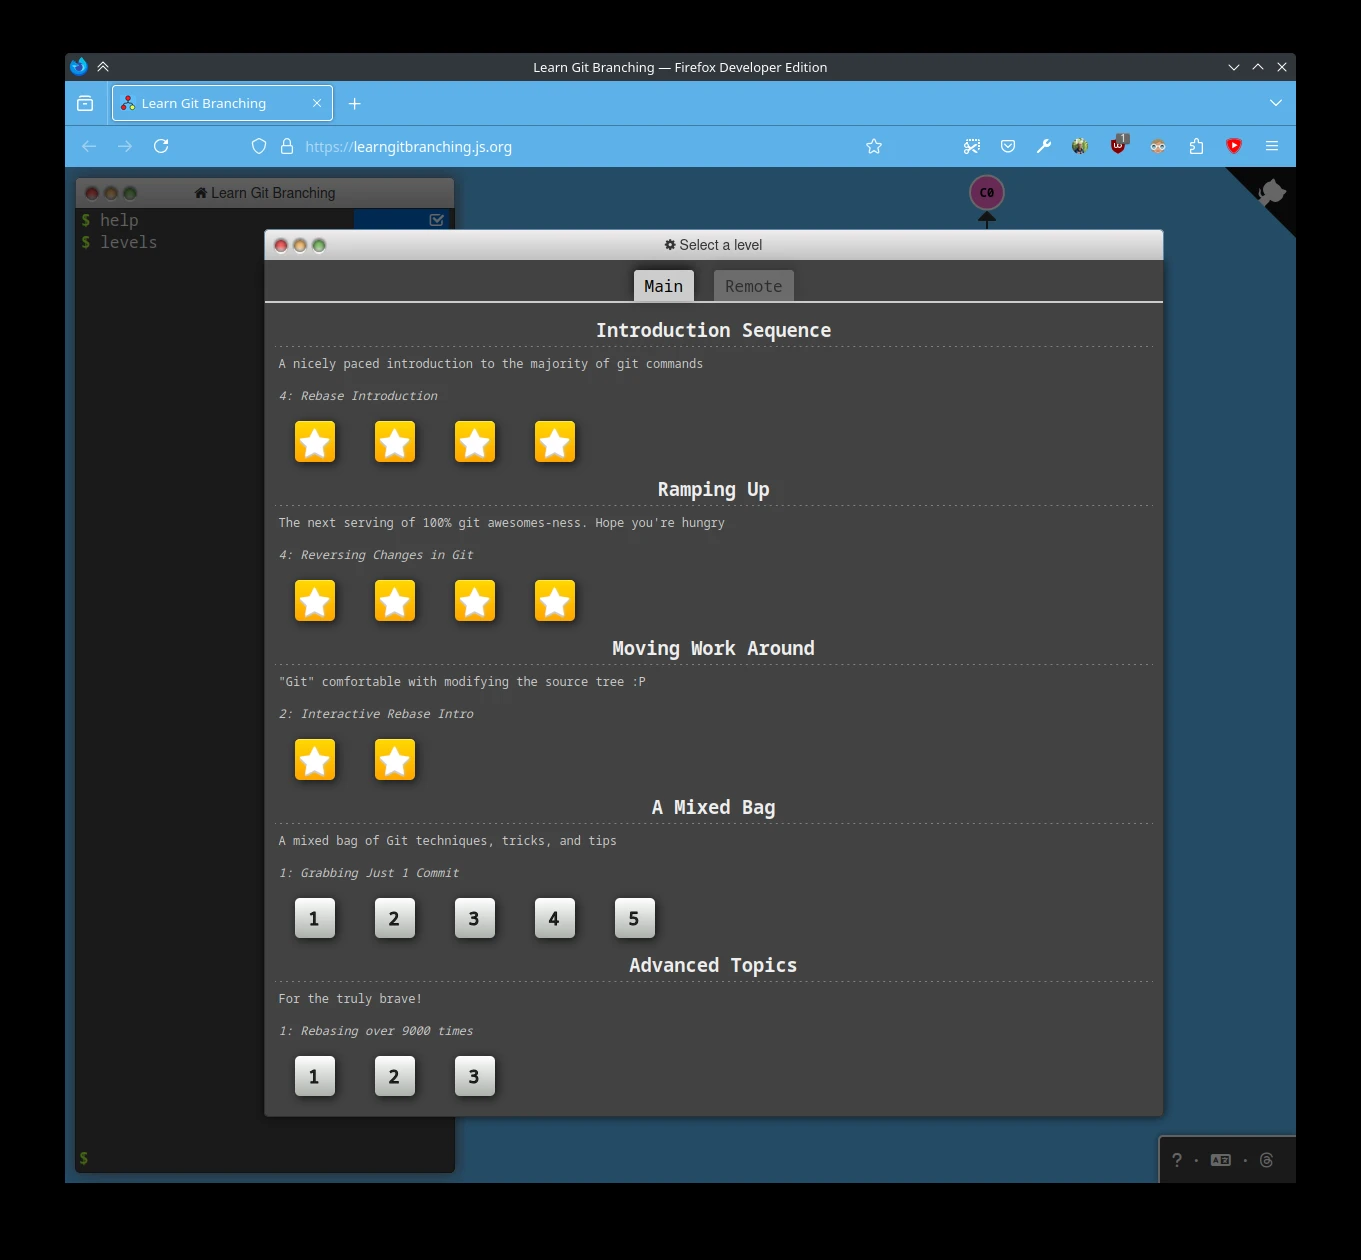 Learn Git Branching — Firefox Developer Edition
Learn Git Branching
https://learngitbranching.js.org
1
Learn Git Branching
$ help
$ levels
C0
Select a level
Main Remote
Introduction Sequence
A nicely paced introduction to the majority of git commands
4: Rebase Introduction
Ramping Up
The next serving of 100% git awesomes-ness. Hope you're hungry
4: Reversing Changes in Git
Moving Work Around
"Git" comfortable with modifying the source tree :P
2: Interactive Rebase Intro
A Mixed Bag
A mixed bag of Git techniques, tricks, and tips
1: Grabbing Just 1 Commit
1 2 3 4 5
Advanced Topics
For the truly brave!
1: Rebasing over 9000 times
1 2 3
$
? · ·